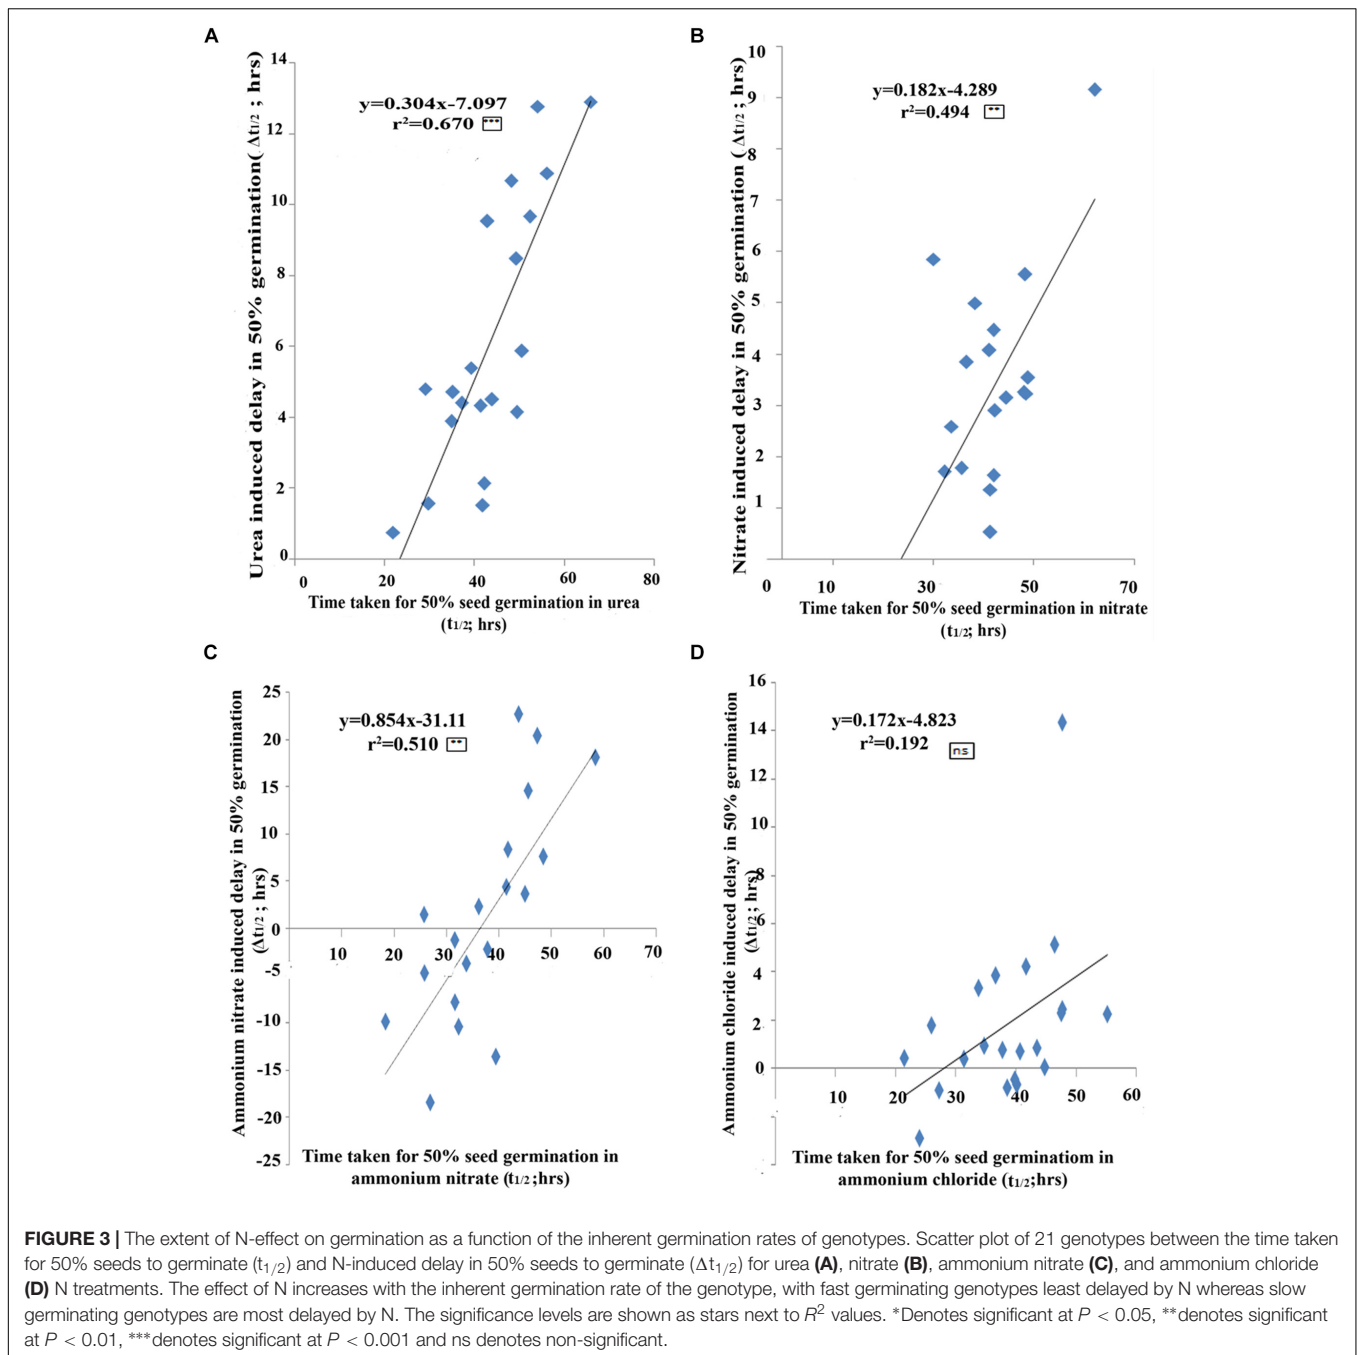 A
14
12
10
8
6
4
2
0
Urea induced delay in 50% germination( Δt1/2 ; hrs)
y=0.304x-7.097
r²=0.670 ***
0 20 40 60 80
Time taken for 50% seed germination in urea
(t1/2; hrs)
B
10
9
8
7
6
5
4
3
2
1
Nitrate induced delay in 50% germination ( Δt1/2 ; hrs)
y=0.182x-4.289
r²=0.494 **
0 10 30 50 70
Time taken for 50% seed germination in nitrate
(t1/2; hrs)
C
25
20
15
10
5
0
-5
-10
-15
-20
-25
Ammonium nitrate induced delay in 50% germination
(Δt1/2 ; hrs)
y=0.854x-31.11
r²=0.510 **
10 20 30 40 50 60 70
Time taken for 50% seed germination in
ammonium nitrate (t1/2 ;hrs)
D
16
14
12
10
8
6
4
2
0
Ammonium chloride induced delay in 50% germination
(Δt1/2 ; hrs)
y=0.172x-4.823
r²=0.192 ns
10 20 30 40 50 60
Time taken for 50% seed germinatiom in
ammonium chloride (t1/2;hrs)
FIGURE 3 | The extent of N-effect on germination as a function of the inherent germination rates of genotypes. Scatter plot of 21 genotypes between the time taken
for 50% seeds to germinate (t1/2) and N-induced delay in 50% seeds to germinate (Δt1/2) for urea (A), nitrate (B), ammonium nitrate (C), and ammonium chloride
(D) N treatments. The effect of N increases with the inherent germination rate of the genotype, with fast germinating genotypes least delayed by N whereas slow
germinating genotypes are most delayed by N. The significance levels are shown as stars next to R² values. *Denotes significant at P < 0.05, **denotes significant
at P < 0.01, ***denotes significant at P < 0.001 and ns denotes non-significant.